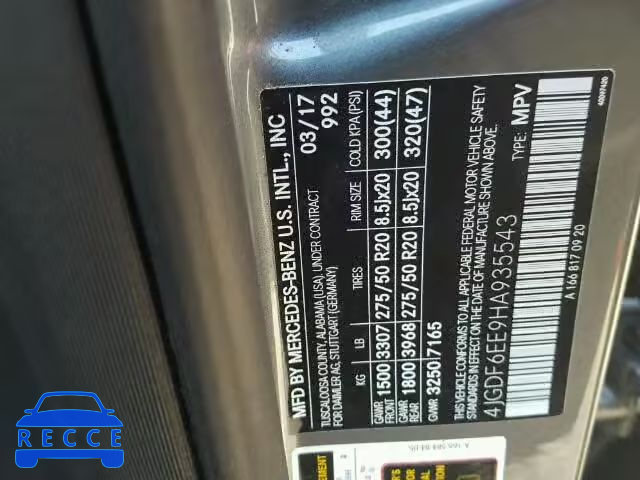 MFD BY MERCEDES-BENZ U.S. INTL., INC
TUSCALOOSA COUNTY, ALABAMA (USA), UNDER CONTRACT
FOR DAIMLER AG, STUTTGART (GERMANY)
03/17
992
KG LB TIRES RIM SIZE COLD KPA (PSI)
GAWR FRONT 1500 3307 275/50 R20 8.5Jx20 300(44)
GAWR REAR 1800 3968 275/50 R20 8.5Jx20 320(47)
GVWR 3250/7165
THIS VEHICLE CONFORMS TO ALL APPLICABLE FEDERAL MOTOR VEHICLE SAFETY
STANDARDS IN EFFECT ON THE DATE OF MANUFACTURE SHOWN ABOVE.
4JGDF6EE9HA935543 TYPE: MPV
A 166 817 09 20
RECCE